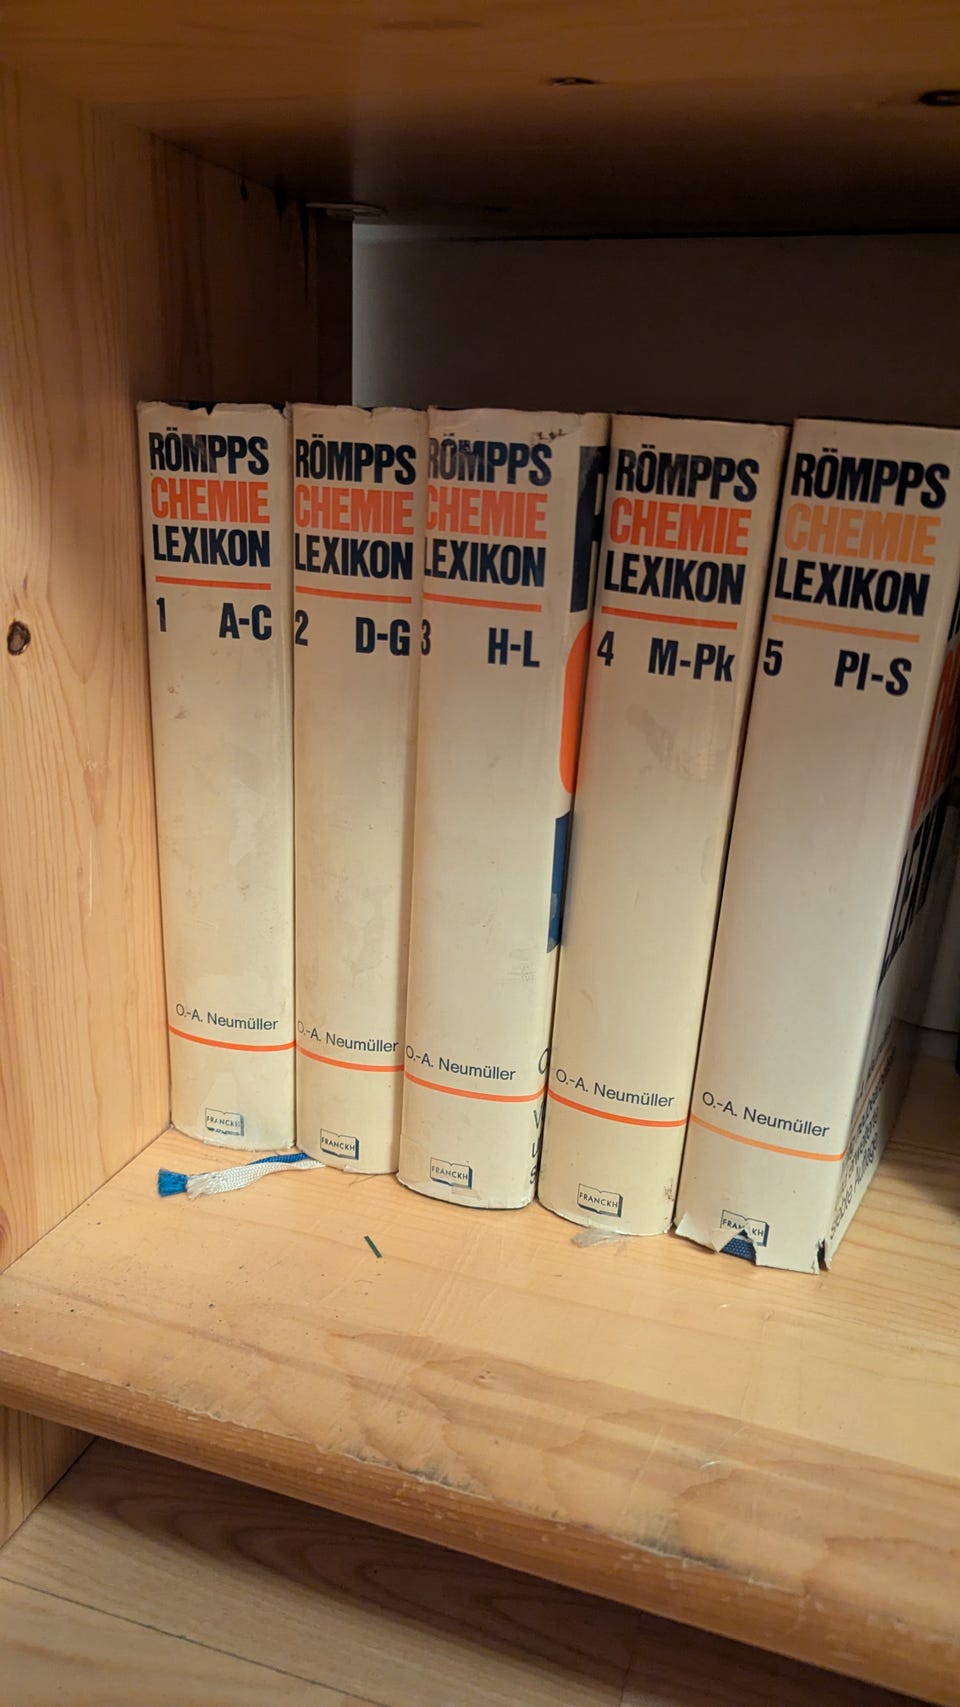 RÖMPPS
CHEMIE
LEXIKON
1 A-C
O.-A. Neumüller
FRANCKH
RÖMPPS
CHEMIE
LEXIKON
2 D-G
O.-A. Neumüller
FRANCKH
RÖMPPS
CHEMIE
LEXIKON
3 H-L
O.-A. Neumüller
FRANCKH
RÖMPPS
CHEMIE
LEXIKON
4 M-Pk
O.-A. Neumüller
FRANCKH
RÖMPPS
CHEMIE
LEXIKON
5 Pl-S
O.-A. Neumüller
FRANCKH